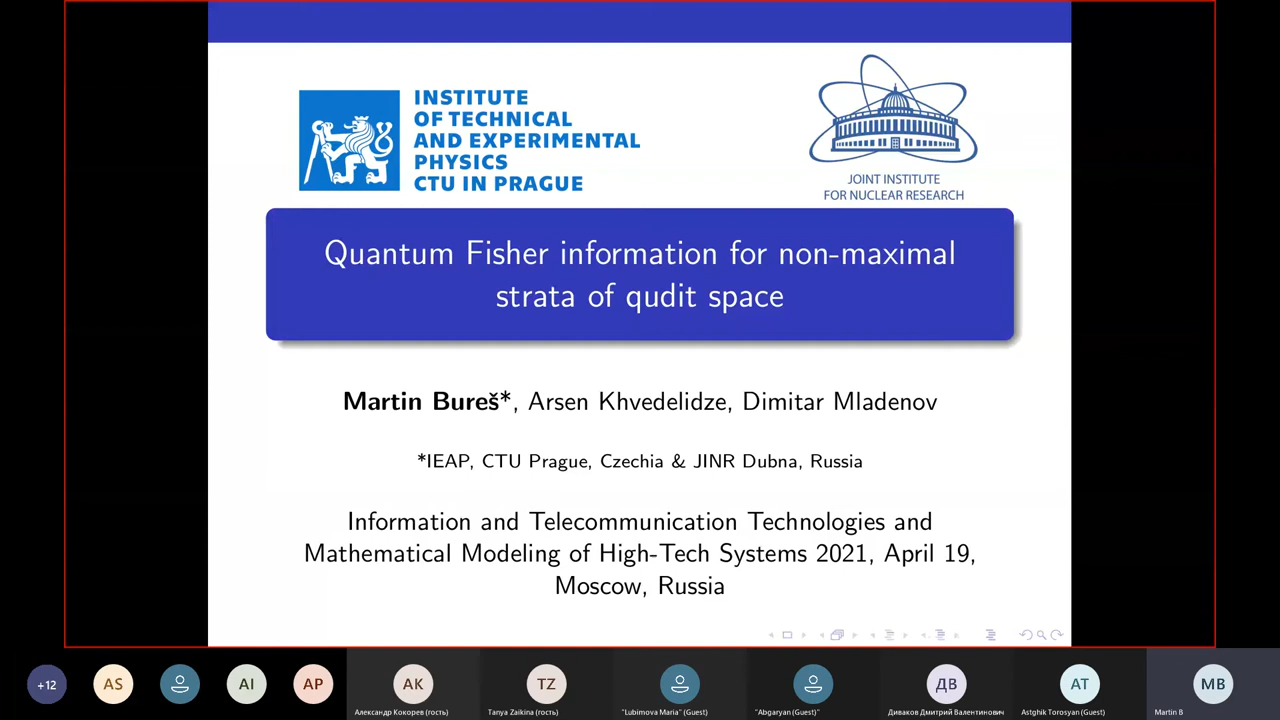 INSTITUTE
OF TECHNICAL
AND EXPERIMENTAL
PHYSICS
CTU IN PRAGUE
JOINT INSTITUTE
FOR NUCLEAR RESEARCH
Quantum Fisher information for non-maximal
strata of qudit space
Martin Bureš*, Arsen Khvedelidze, Dimitar Mladenov
*IEAP, CTU Prague, Czechia & JINR Dubna, Russia
Information and Telecommunication Technologies and
Mathematical Modeling of High-Tech Systems 2021, April 19,
Moscow, Russia
+12
AS
AI
AP
AK
TZ
ДВ
AT
MB
Александр Кокорев (гость)
Tanya Zaikina (гость)
"Lubimova Maria" (Guest)
"Abgaryan (Guest)"
Диваков Дмитрий Валентинович
Astghik Torosyan (Guest)
Martin B